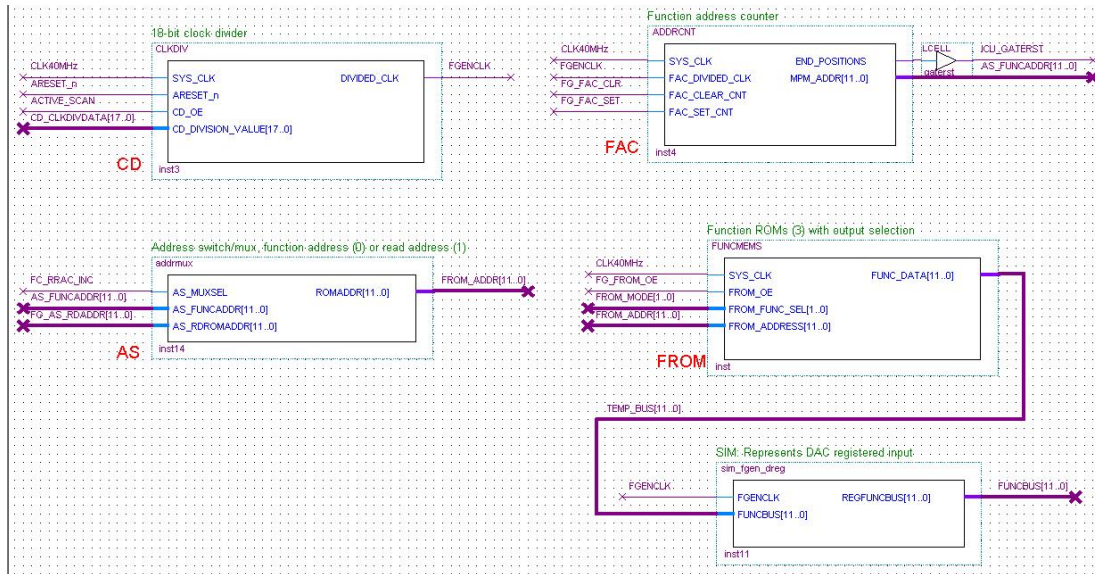 18-bit clock divider
CLKDIV
CLK40MHz
ARESET_n
ACTIVE_SCAN
CD_CLKDIVDATA[17..0]
SYS_CLK
ARESET_n
CD_OE
CD_DIVISION_VALUE[17..0]
DIVIDED_CLK
FGENCLK
CD
inst3
Function address counter
ADDRCNT
CLK40MHz
FGENCLK
FG_FAC_CLR
FG_FAC_SET
SYS_CLK
FAC_DIVIDED_CLK
FAC_CLEAR_CNT
FAC_SET_CNT
END_POSITIONS
MPM_ADDR[11..0]
LCELL
gaterst
ICU_GATERST
AS_FUNCADDR[11..0]
FAC
inst4
Address switch/mux, function address (0) or read address (1)
addrmux
FC_RRAC_INC
AS_FUNCADDR[11..0]
FG_AS_RDADDR[11..0]
AS_MUXSEL
AS_FUNCADDR[11..0]
AS_RDROMADDR[11..0]
ROMADDR[11..0]
FROM_ADDR[11..0]
AS
inst14
Function ROMs (3) with output selection
FUNCMEMS
CLK40MHz
FG_FROM_OE
FROM_MODE[1..0]
FROM_ADDR[11..0]
SYS_CLK
FROM_OE
FROM_FUNC_SEL[1..0]
FROM_ADDRESS[11..0]
FUNC_DATA[11..0]
FROM
inst
TEMP_BUS[11..0]
SIM: Represents DAC registered input
sim_fgen_dreg
FGENCLK
FGENCLK
FUNCBUS[11..0]
REGFUNCBUS[11..0]
FUNCBUS[11..0]
inst11